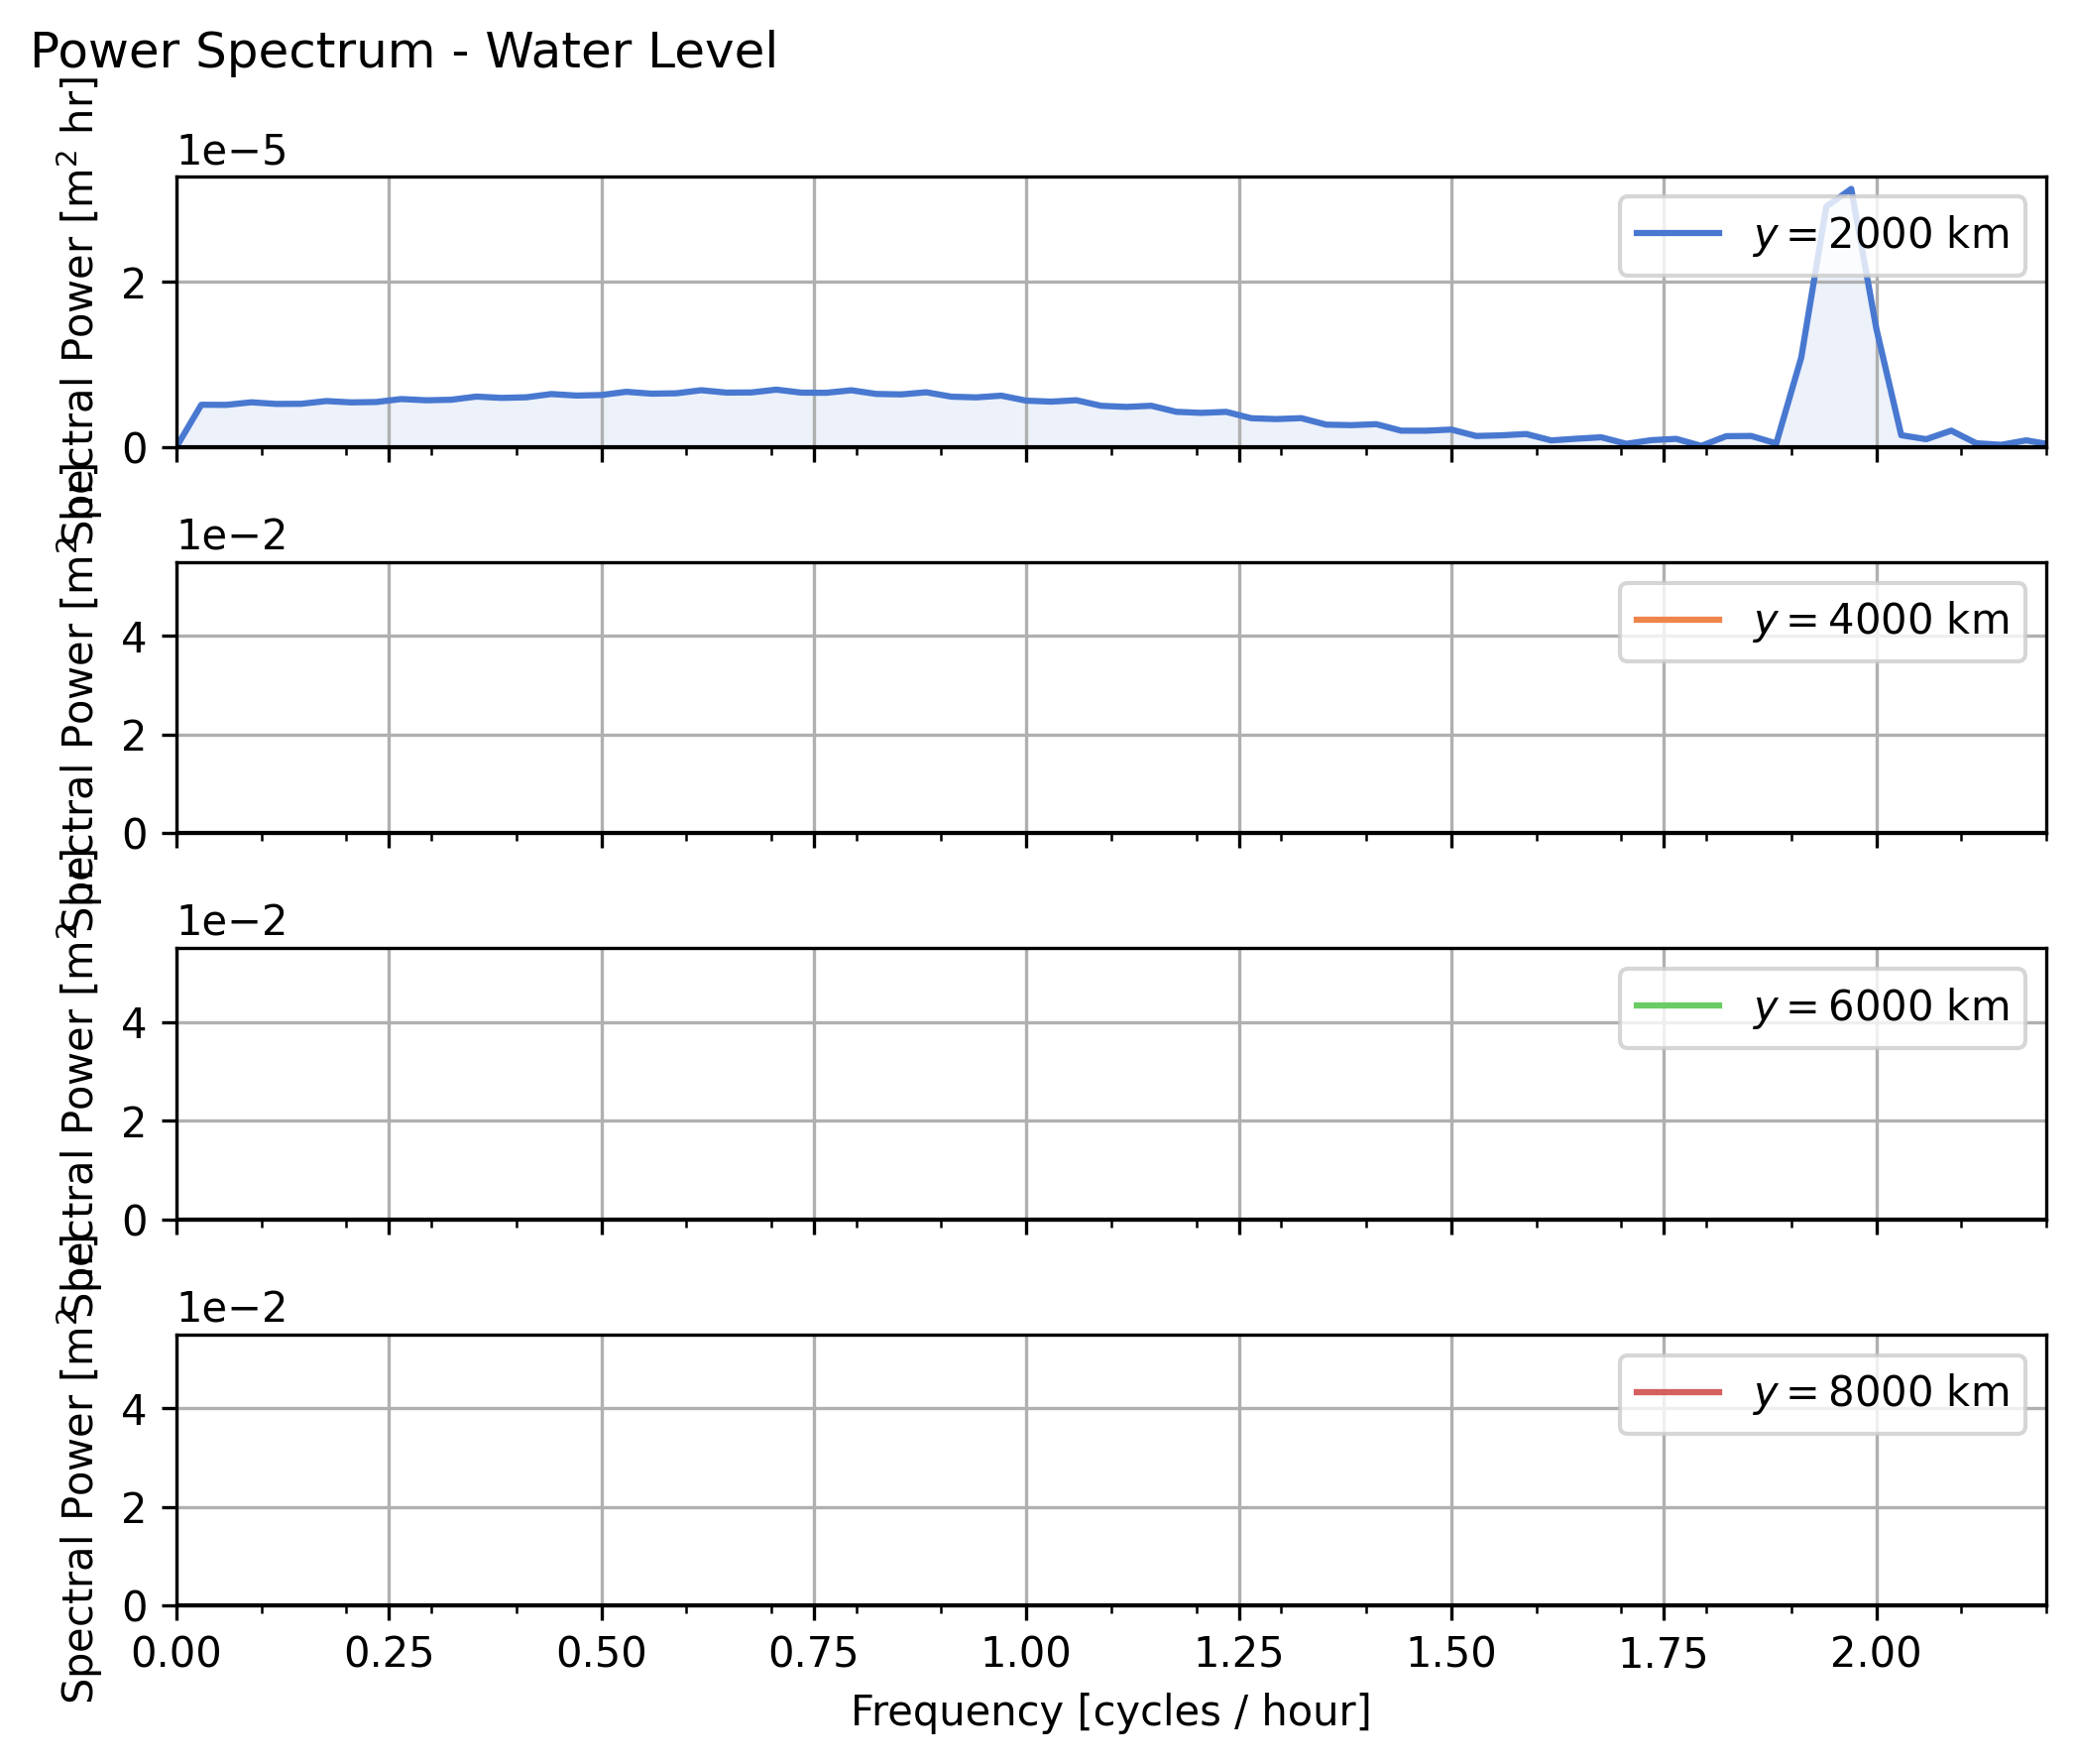 Power Spectrum - Water Level
1e−5
Spectral Power [m² hr]
2
0
y = 2000 km
1e−2
Spectral Power [m² hr]
4
2
0
y = 4000 km
1e−2
Spectral Power [m² hr]
4
2
0
y = 6000 km
1e−2
Spectral Power [m² hr]
4
2
0
y = 8000 km
0.00 0.25 0.50 0.75 1.00 1.25 1.50 1.75 2.00
Frequency [cycles / hour]